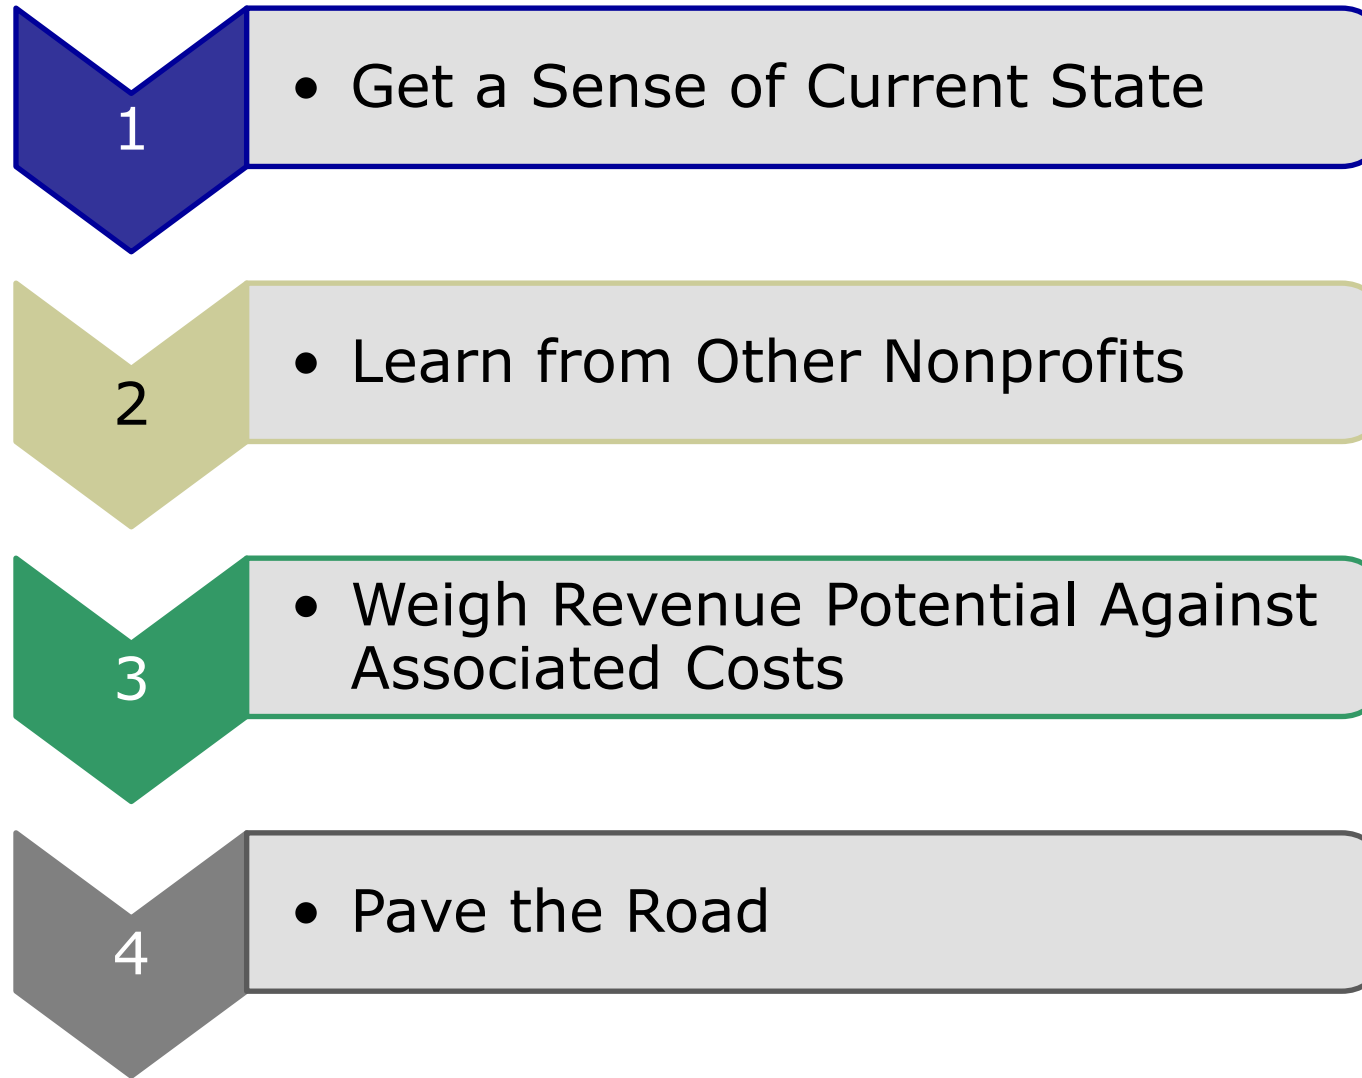 1
• Get a Sense of Current State
2
• Learn from Other Nonprofits
3
• Weigh Revenue Potential Against
Associated Costs
4
• Pave the Road